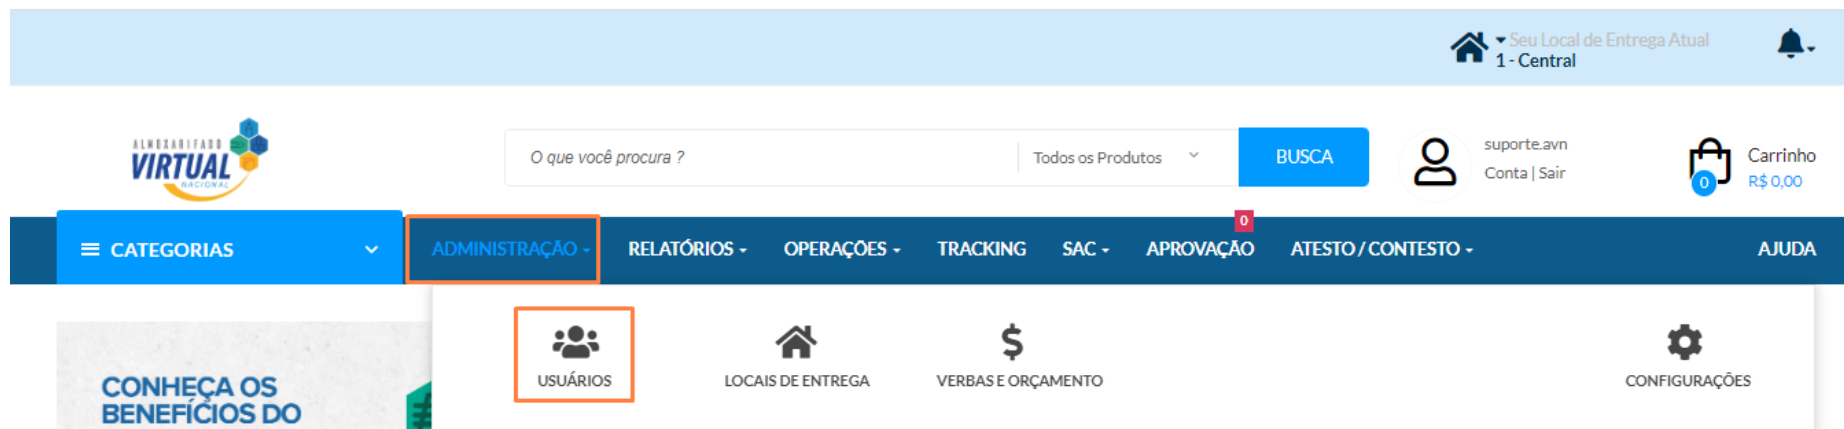 Seu Local de Entrega Atual
1 - Central
ALMOXARIFADO
VIRTUAL
NACIONAL
O que você procura ?
Todos os Produtos
BUSCA
suporte.avn
Conta | Sair
0
Carrinho
R$ 0,00
CATEGORIAS
ADMINISTRAÇÃO
RELATÓRIOS
OPERAÇÕES
TRACKING
SAC
0
APROVAÇÃO
ATESTO / CONTESTO
AJUDA
USUÁRIOS
LOCAIS DE ENTREGA
VERBAS E ORÇAMENTO
CONFIGURAÇÕES
CONHEÇA OS
BENEFÍCIOS DO